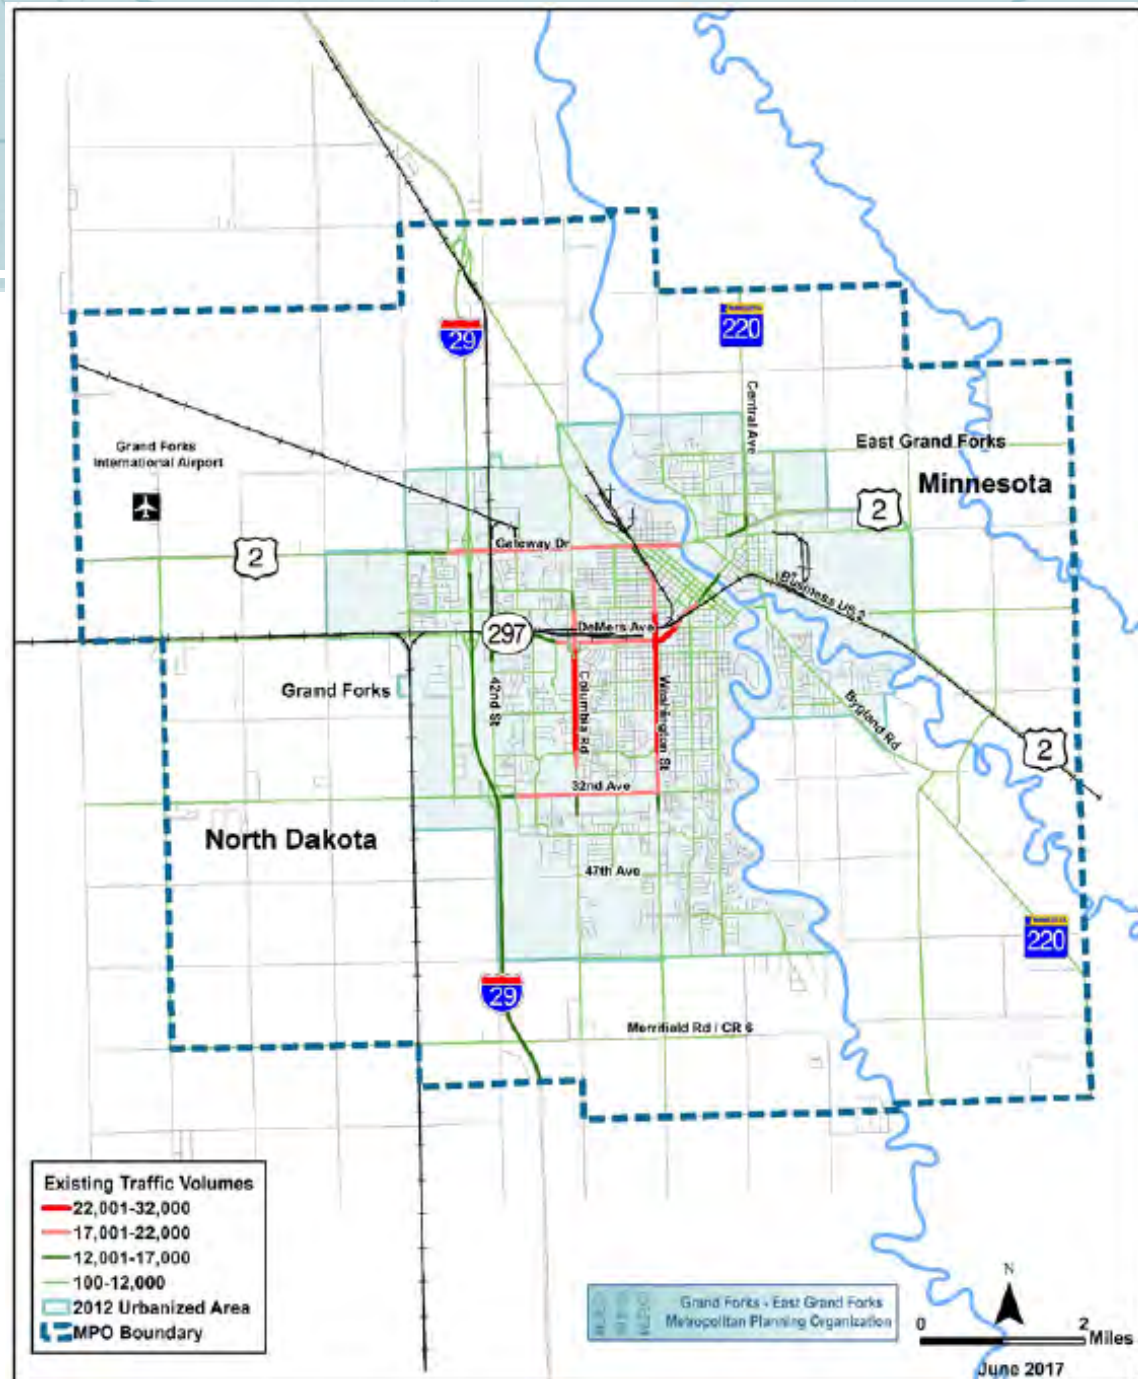 29
220
Central Ave
East Grand Forks
Minnesota
Grand Forks
International Airport
2
2
Gateway Dr
Business US 2
297
DeMers Ave
Grand Forks
42nd St
Columbia Rd
Washington St
Bygland Rd
2
32nd Ave
North Dakota
47th Ave
220
29
Merrifield Rd / CR 6
Existing Traffic Volumes
22,001-32,000
17,001-22,000
12,001-17,000
100-12,000
2012 Urbanized Area
MPO Boundary
Grand Forks - East Grand Forks
Metropolitan Planning Organization
N
0 2
Miles
June 2017